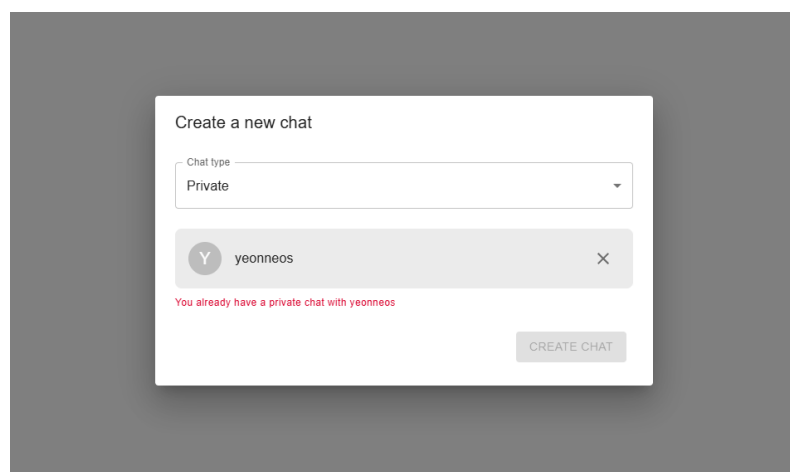 Create a new chat
Chat type
Private
Y
yeonneos
You already have a private chat with yeonneos
CREATE CHAT